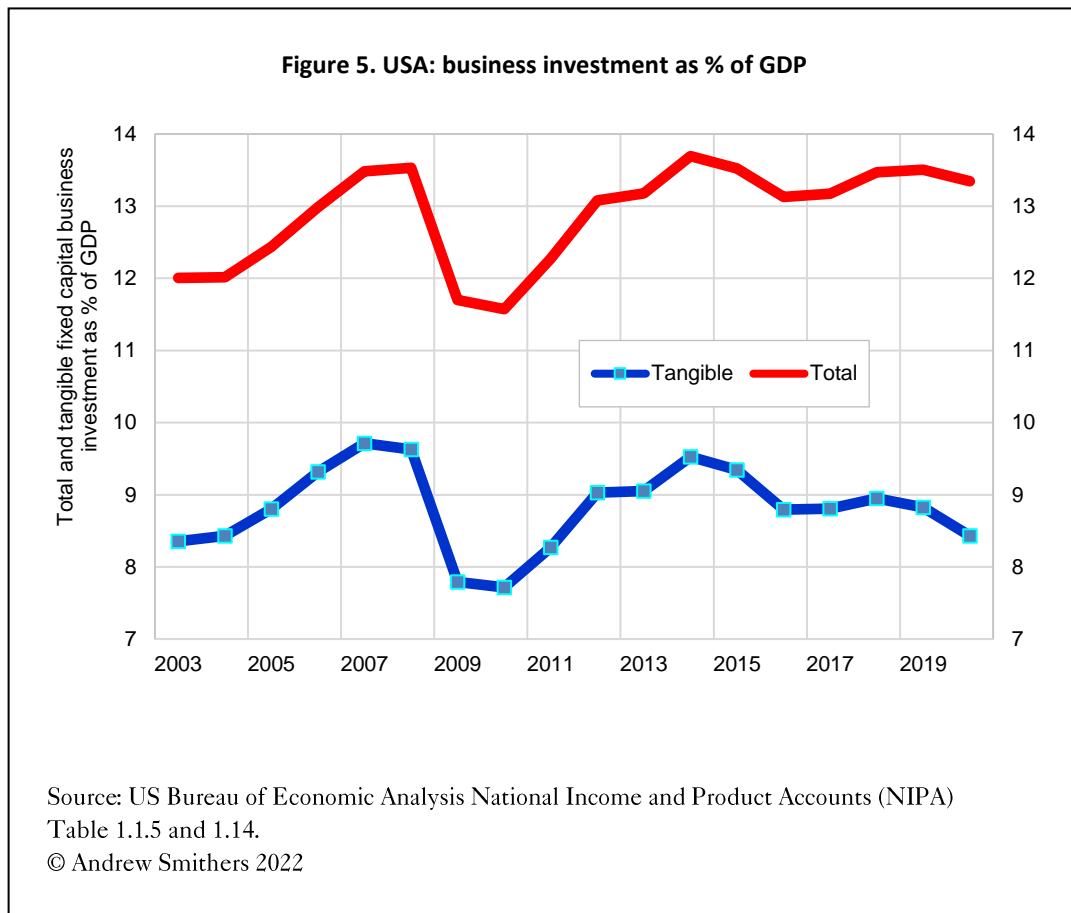 Figure 5. USA: business investment as % of GDP
Total and tangible fixed capital business
investment as % of GDP
14
13
12
11
10
9
8
7
14
13
12
11
10
9
8
7
Tangible
Total
2003 2005 2007 2009 2011 2013 2015 2017 2019
Source: US Bureau of Economic Analysis National Income and Product Accounts (NIPA)
Table 1.1.5 and 1.14.
© Andrew Smithers 2022